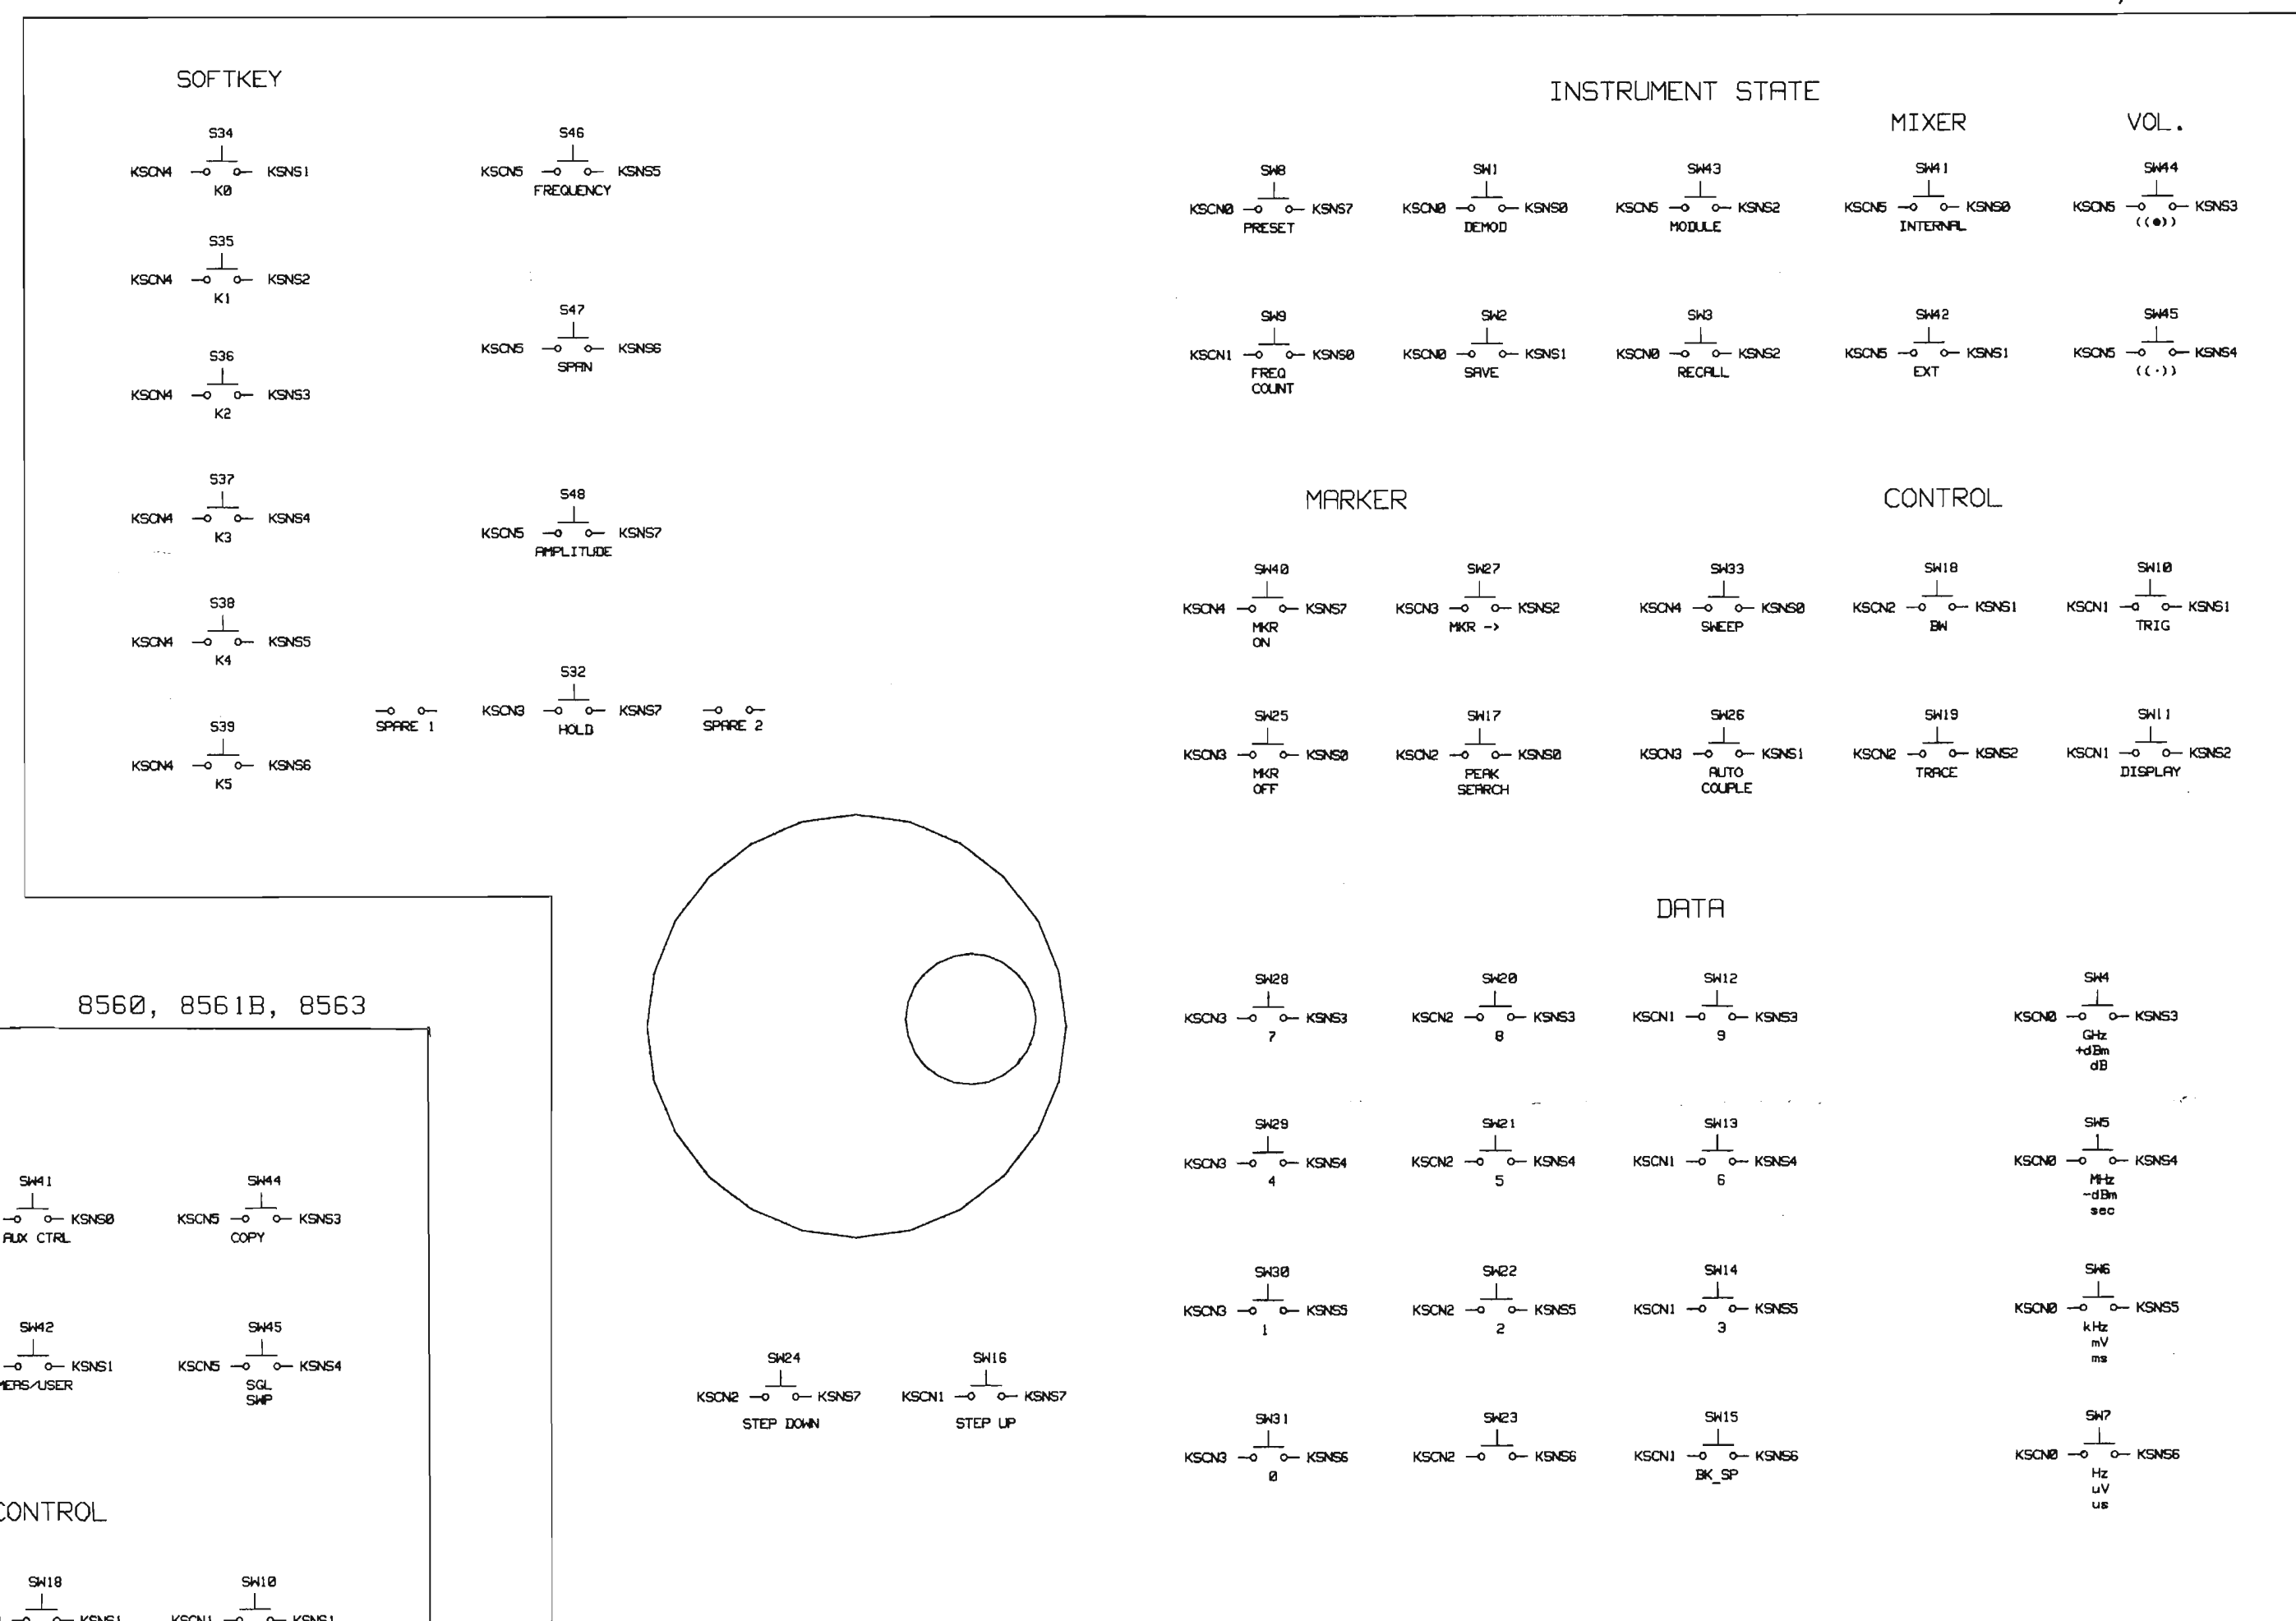 SOFTKEY
S34
KSCN4 KSNS1
K0
S35
KSCN4 KSNS2
K1
S36
KSCN4 KSNS3
K2
S37
KSCN4 KSNS4
K3
S38
KSCN4 KSNS5
K4
S39
KSCN4 KSNS6
K5
S46
KSCN5 KSNS5
FREQUENCY
S47
KSCN5 KSNS6
SPAN
S48
KSCN5 KSNS7
AMPLITUDE
S32
KSCN3 KSNS7
HOLD
SPARE 1
SPARE 2
INSTRUMENT STATE
MIXER
VOL.
SW8
KSCN0 KSNS7
PRESET
SW1
KSCN0 KSNS0
DEMOD
SW43
KSCN5 KSNS2
MODULE
SW41
KSCN5 KSNS0
INTERNAL
SW44
KSCN5 KSNS3
((●))
SW9
KSCN1 KSNS0
FREQ
COUNT
SW2
KSCN0 KSNS1
SAVE
SW3
KSCN0 KSNS2
RECALL
SW42
KSCN5 KSNS1
EXT
SW45
KSCN5 KSNS4
((·))
MARKER
SW40
KSCN4 KSNS7
MKR
ON
SW27
KSCN3 KSNS2
MKR ->
SW25
KSCN3 KSNS0
MKR
OFF
SW17
KSCN2 KSNS0
PEAK
SEARCH
CONTROL
SW33
KSCN4 KSNS0
SWEEP
SW18
KSCN2 KSNS1
BW
SW10
KSCN1 KSNS1
TRIG
SW26
KSCN3 KSNS1
AUTO
COUPLE
SW19
KSCN2 KSNS2
TRACE
SW11
KSCN1 KSNS2
DISPLAY
DATA
SW28
KSCN3 KSNS3
7
SW20
KSCN2 KSNS3
8
SW12
KSCN1 KSNS3
9
SW4
KSCN0 KSNS3
GHz
+dBm
dB
SW29
KSCN3 KSNS4
4
SW21
KSCN2 KSNS4
5
SW13
KSCN1 KSNS4
6
SW5
KSCN0 KSNS4
MHz
-dBm
sec
SW30
KSCN3 KSNS5
1
SW22
KSCN2 KSNS5
2
SW14
KSCN1 KSNS5
3
SW6
KSCN0 KSNS5
kHz
mV
ms
SW31
KSCN3 KSNS6
0
SW23
KSCN2 KSNS6
SW15
KSCN1 KSNS6
BK_SP
SW7
KSCN0 KSNS6
Hz
uV
us
SW24
KSCN2 KSNS7
STEP DOWN
SW16
KSCN1 KSNS7
STEP UP
8560, 8561B, 8563
SW41
KSNS0
AUX CTRL
SW44
KSCN5 KSNS3
COPY
SW42
KSNS1
MEAS/USER
SW45
KSCN5 KSNS4
SGL
SWP
CONTROL
SW18
KSNS1
SW10
KSCN1 KSNS1